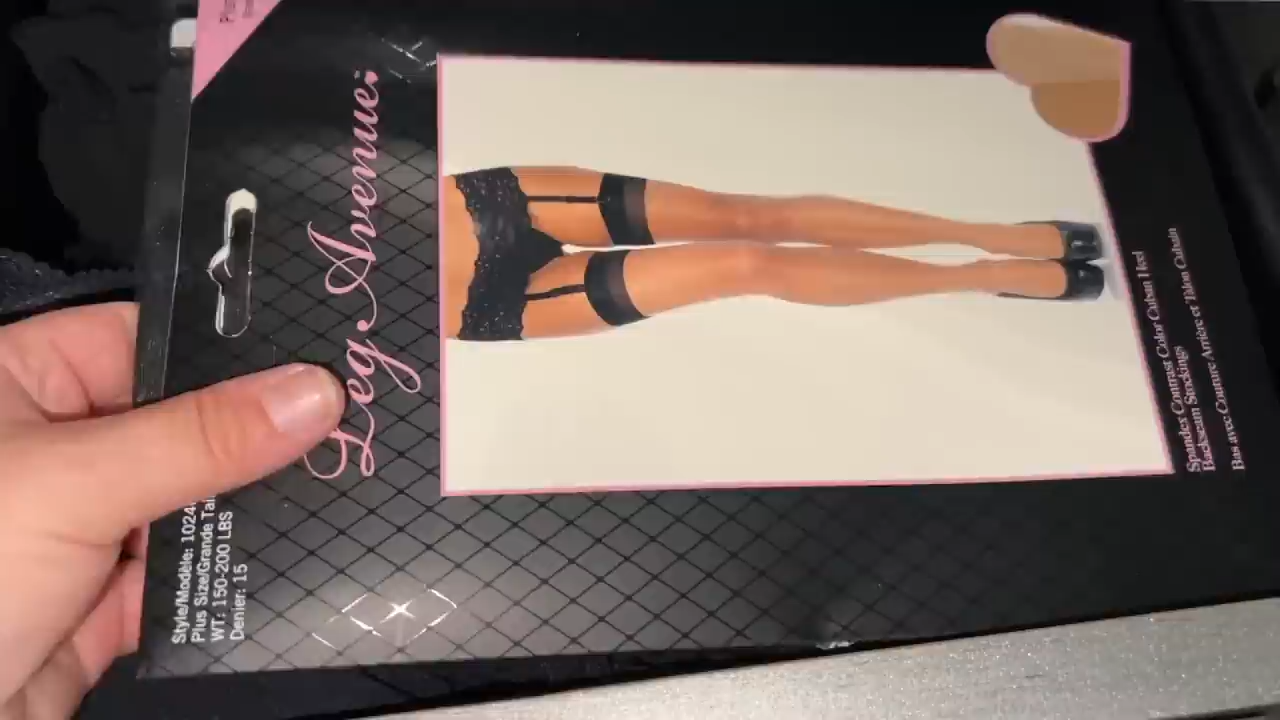 Leg Avenue
Style/Modèle: 1024
Plus Size/Grande
WT: 150-200 LBS
Denier: 15
Spandex Contrast Color Cuban Heel
Backseam Stockings
Bas avec Couture Arrière et Talon Cubain